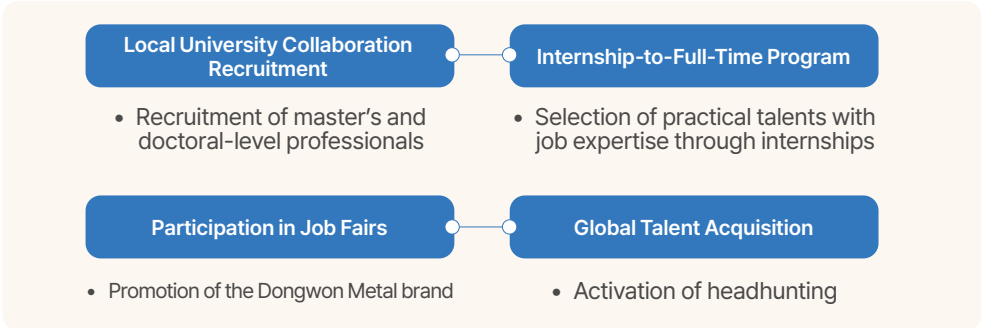 Local University Collaboration
Recruitment
Internship-to-Full-Time Program
• Recruitment of master’s and
doctoral-level professionals
• Selection of practical talents with
job expertise through internships
Participation in Job Fairs
Global Talent Acquisition
• Promotion of the Dongwon Metal brand
• Activation of headhunting